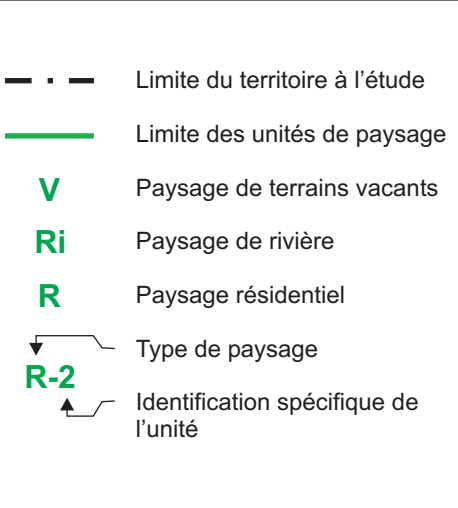 Limite du territoire à l'étude
Limite des unités de paysage
V Paysage de terrains vacants
Ri Paysage de rivière
R Paysage résidentiel
Type de paysage
R-2
Identification spécifique de
l'unité